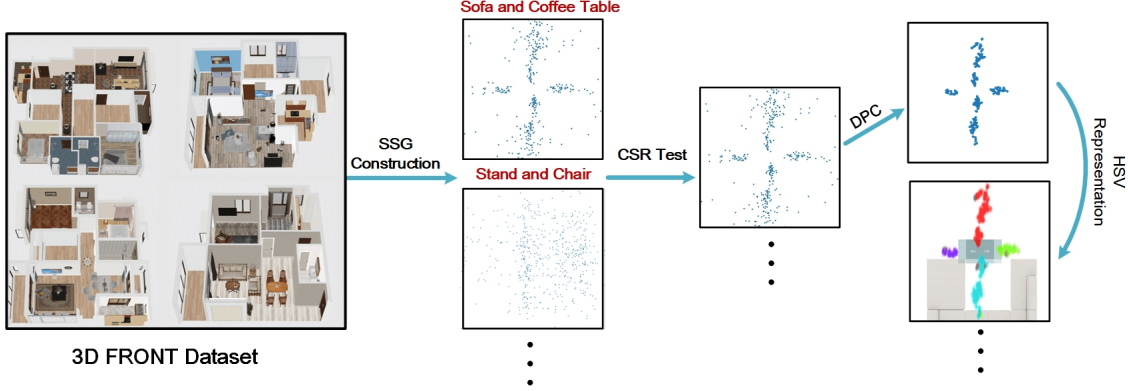 Sofa and Coffee Table
SSG
Construction
Stand and Chair
CSR Test
DPC
HSV
Representation
3D FRONT Dataset